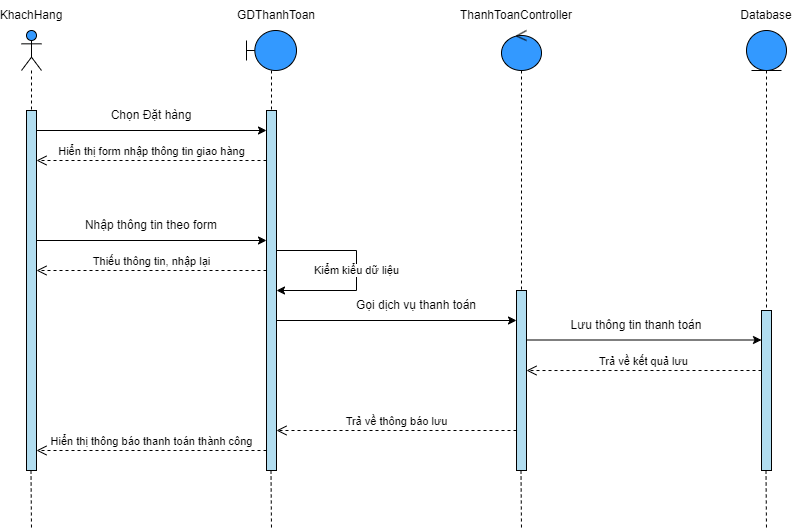 KhachHang
GDThanhToan
ThanhToanController
Database
Chọn Đặt hàng
Hiển thị form nhập thông tin giao hàng
Nhập thông tin theo form
Thiếu thông tin, nhập lại
Kiểm kiểu dữ liệu
Gọi dịch vụ thanh toán
Lưu thông tin thanh toán
Trả về kết quả lưu
Trả về thông báo lưu
Hiển thị thông báo thanh toán thành công